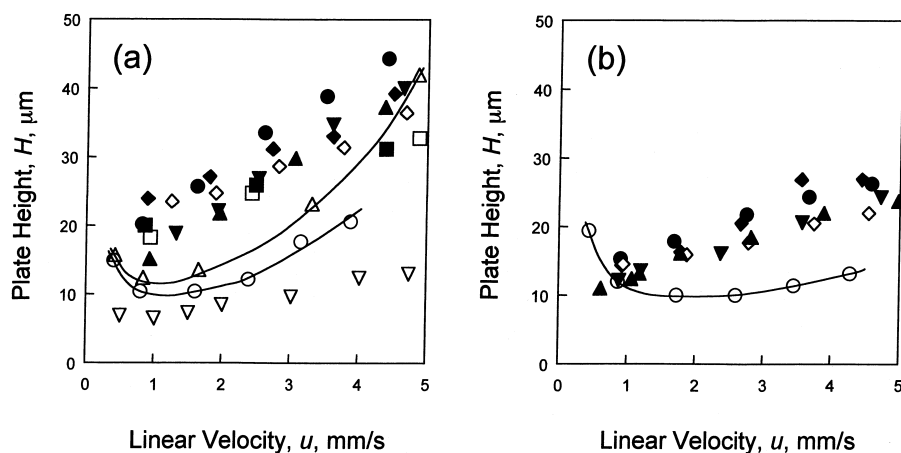 (a)
Plate Height, H, μm
50
40
30
20
10
0
0 1 2 3 4 5
Linear Velocity, u, mm/s
(b)
Plate Height, H, μm
50
40
30
20
10
0
0 1 2 3 4 5
Linear Velocity, u, mm/s